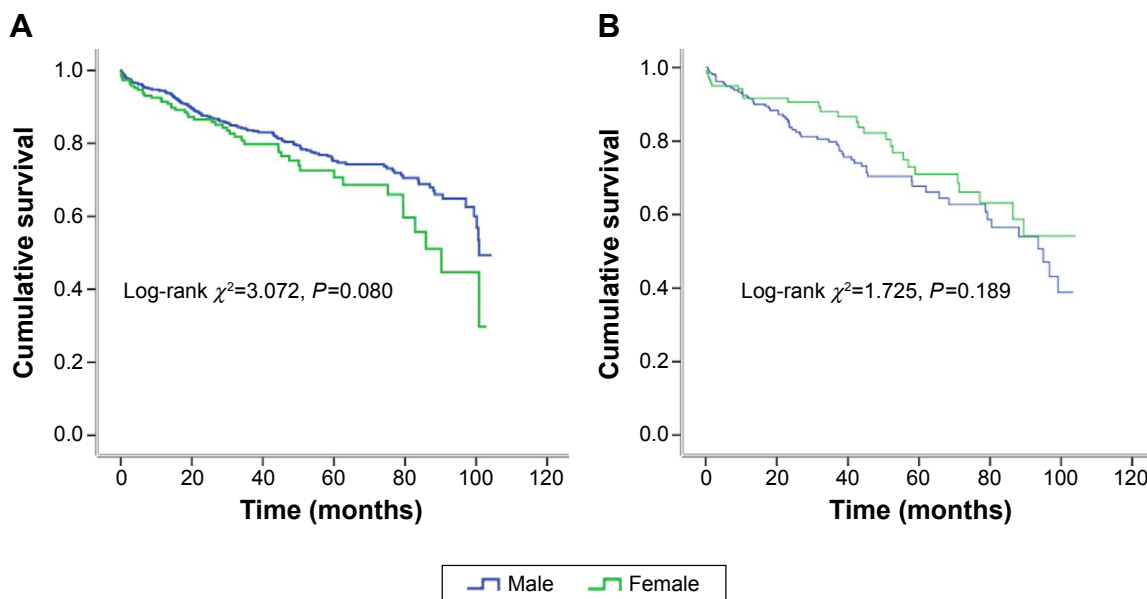 A
Cumulative survival
1.0
0.8
0.6
0.4
0.2
0.0
Log-rank χ²=3.072, P=0.080
0 20 40 60 80 100 120
Time (months)
B
Cumulative survival
1.0
0.8
0.6
0.4
0.2
0.0
Log-rank χ²=1.725, P=0.189
0 20 40 60 80 100 120
Time (months)
Male Female